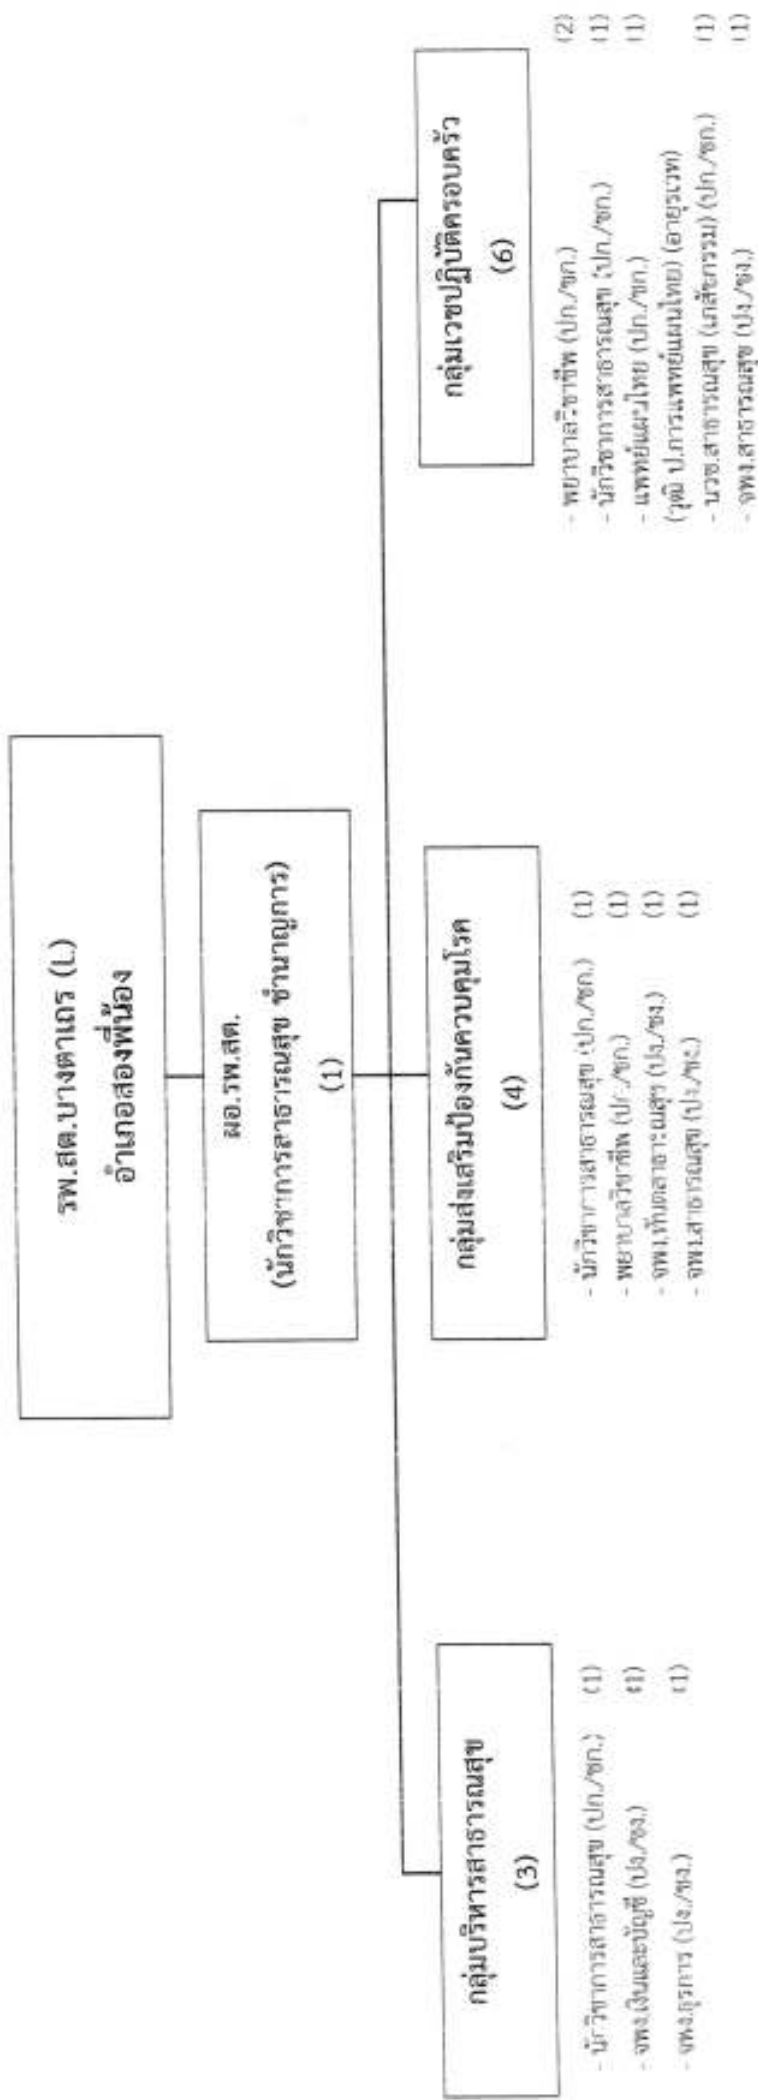 รพ.สต.บางตาเถร (L)
อำเภอสองพี่น้อง
ผอ.รพ.สต.
(นักวิชาการสาธารณสุข ชำนาญการ)
(1)
กลุ่มบริหารสาธารณสุข
(3)
- นักวิชาการสาธารณสุข (ปก./ชก.) (1)
- จพง.เงินและบัญชี (ปง./ชง.) (1)
- จพง.ธุรการ (ปง./ชง.) (1)
กลุ่มส่งเสริมป้องกันควบคุมโรค
(4)
- นักวิชาการสาธารณสุข (ปก./ชก.) (1)
- พยาบาลวิชาชีพ (ปก./ชก.) (1)
- จพง.ทันตสาธารณสุข (ปง./ชง.) (1)
- จพง.สาธารณสุข (ปง./ชง.) (1)
กลุ่มเวชปฏิบัติครอบครัว
(6)
- พยาบาลวิชาชีพ (ปก./ชก.) (2)
- นักวิชาการสาธารณสุข (ปก./ชก.) (1)
- แพทย์แผนไทย (ปก./ชก.) (1)
(วุฒิ ป.การแพทย์แผนไทย) (อายุรเวท)
- นวช.สาธารณสุข (เภสัชกรรม) (ปก./ชก.) (1)
- จพง.สาธารณสุข (ปง./ชง.) (1)